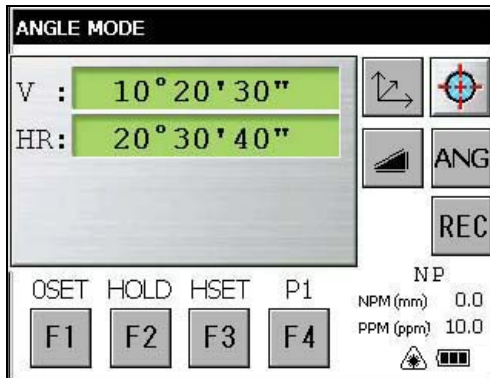 ANGLE MODE
V : 10°20'30"
HR: 20°30'40"
ANG
REC
0SET HOLD HSET P1
F1 F2 F3 F4
NP
NPM (mm) 0.0
PPM (ppm) 10.0